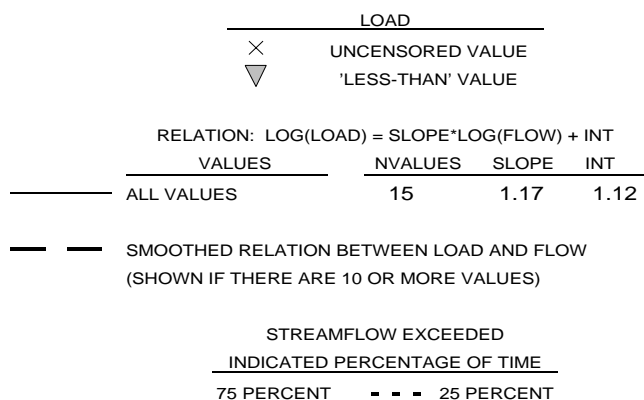 LOAD
UNCENSORED VALUE
'LESS-THAN' VALUE
RELATION: LOG(LOAD) = SLOPE*LOG(FLOW) + INT
VALUES NVALUES SLOPE INT
ALL VALUES 15 1.17 1.12
SMOOTHED RELATION BETWEEN LOAD AND FLOW
(SHOWN IF THERE ARE 10 OR MORE VALUES)
STREAMFLOW EXCEEDED
INDICATED PERCENTAGE OF TIME
75 PERCENT 25 PERCENT